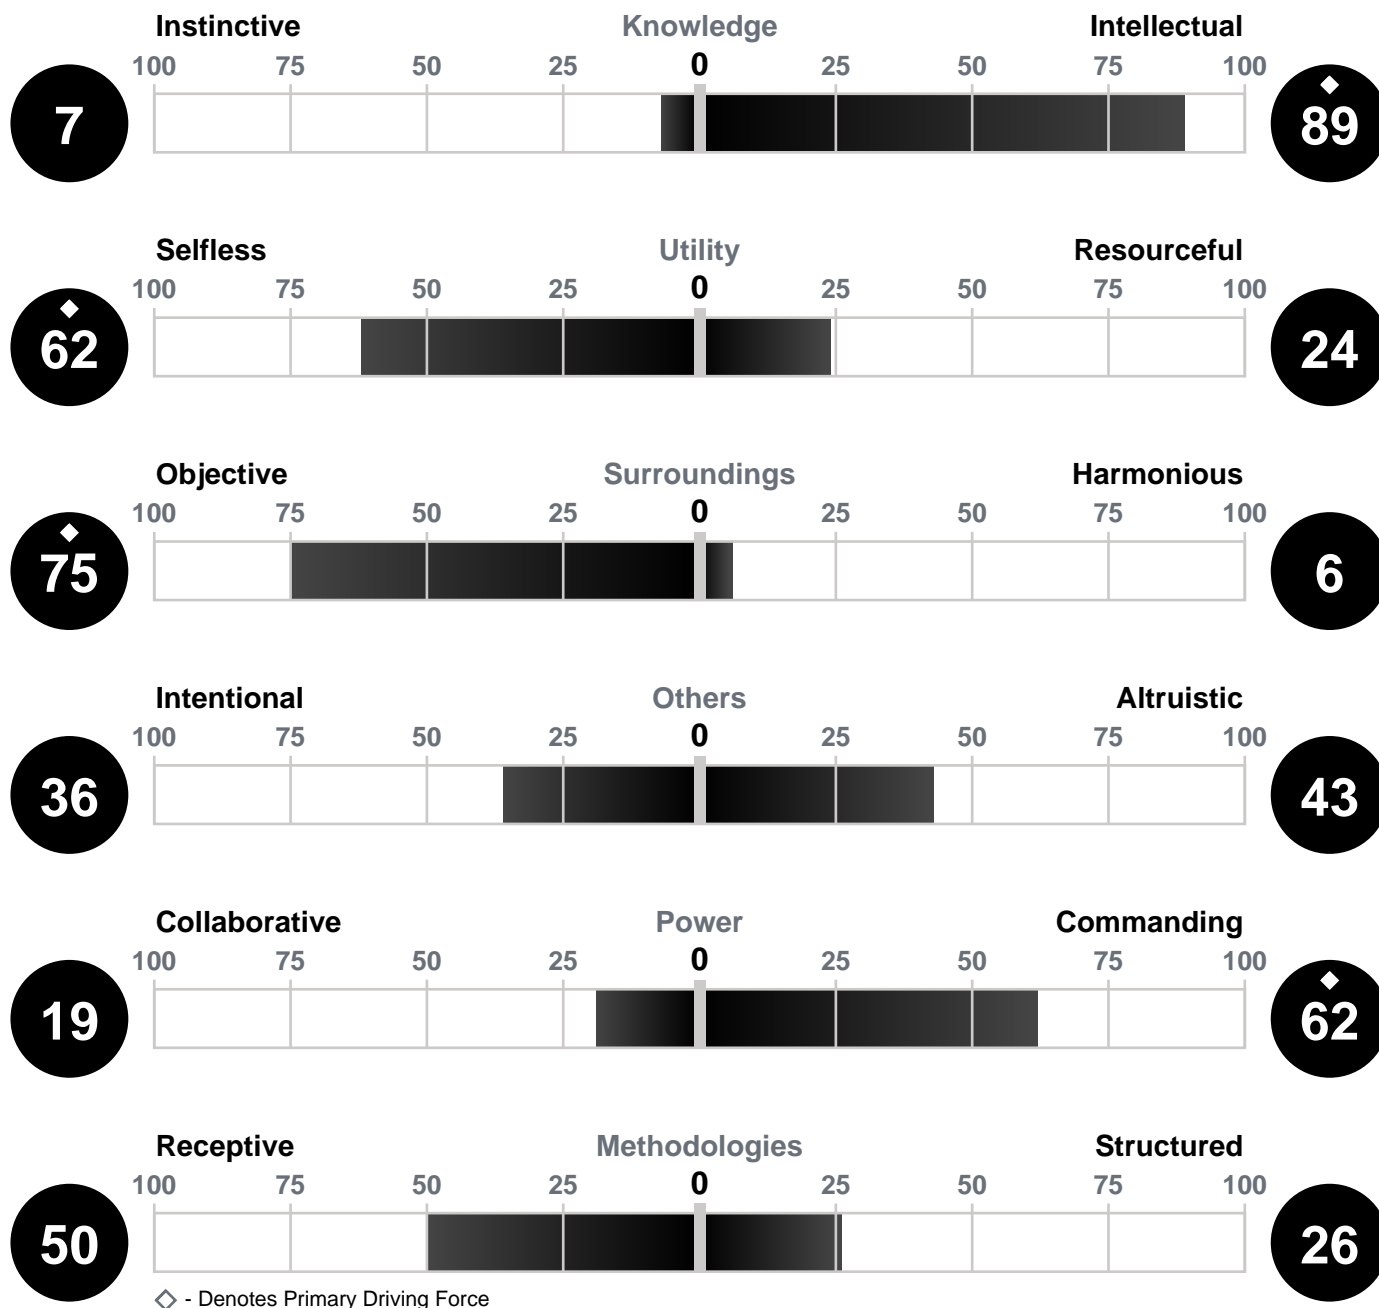 Instinctive Knowledge Intellectual
100 75 50 25 0 25 50 75 100
7 89
Selfless Utility Resourceful
100 75 50 25 0 25 50 75 100
62 24
Objective Surroundings Harmonious
100 75 50 25 0 25 50 75 100
75 6
Intentional Others Altruistic
100 75 50 25 0 25 50 75 100
36 43
Collaborative Power Commanding
100 75 50 25 0 25 50 75 100
19 62
Receptive Methodologies Structured
100 75 50 25 0 25 50 75 100
50 26
◇ - Denotes Primary Driving Force